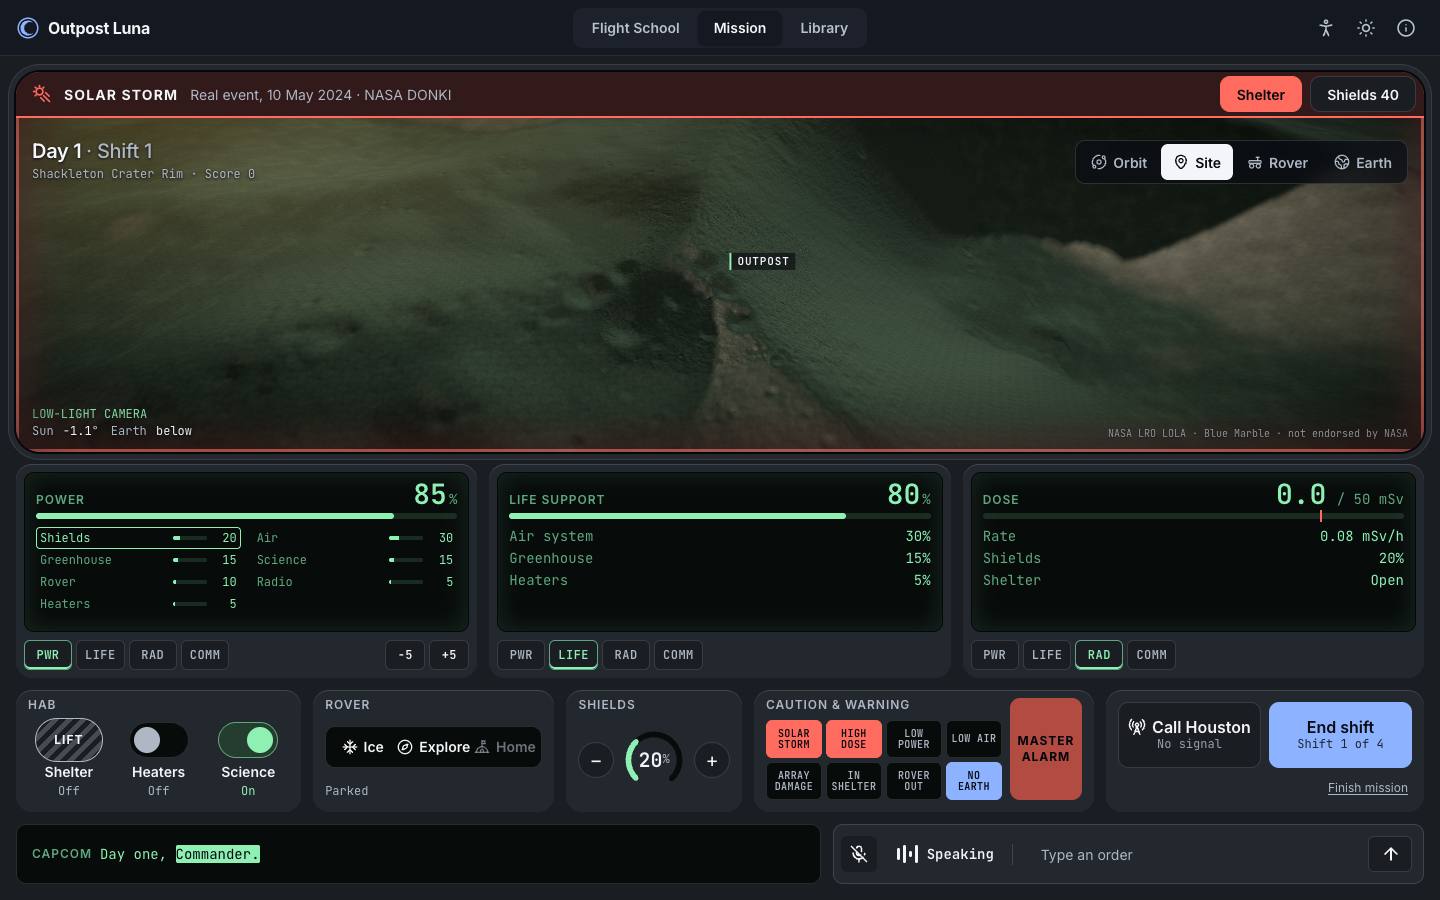 Outpost Luna
Flight School
Mission
Library
SOLAR STORM Real event, 10 May 2024 · NASA DONKI
Shelter
Shields 40
Day 1 · Shift 1
Shackleton Crater Rim · Score 0
Orbit
Site
Rover
Earth
OUTPOST
LOW-LIGHT CAMERA
Sun -1.1° Earth below
NASA LRO LOLA · Blue Marble · not endorsed by NASA
POWER 85%
Shields 20
Air 30
Greenhouse 15
Science 15
Rover 10
Radio 5
Heaters 5
PWR
LIFE
RAD
COMM
-5
+5
LIFE SUPPORT 80%
Air system 30%
Greenhouse 15%
Heaters 5%
PWR
LIFE
RAD
COMM
DOSE 0.0 / 50 mSv
Rate 0.08 mSv/h
Shields 20%
Shelter Open
PWR
LIFE
RAD
COMM
HAB
LIFT
Shelter
Off
Heaters
Off
Science
On
ROVER
Ice
Explore
Home
Parked
SHIELDS
−
20%
+
CAUTION & WARNING
SOLAR
STORM
HIGH
DOSE
LOW
POWER
LOW AIR
ARRAY
DAMAGE
IN
SHELTER
ROVER
OUT
NO
EARTH
MASTER
ALARM
Call Houston
No signal
End shift
Shift 1 of 4
Finish mission
CAPCOM Day one, Commander.
Speaking
Type an order